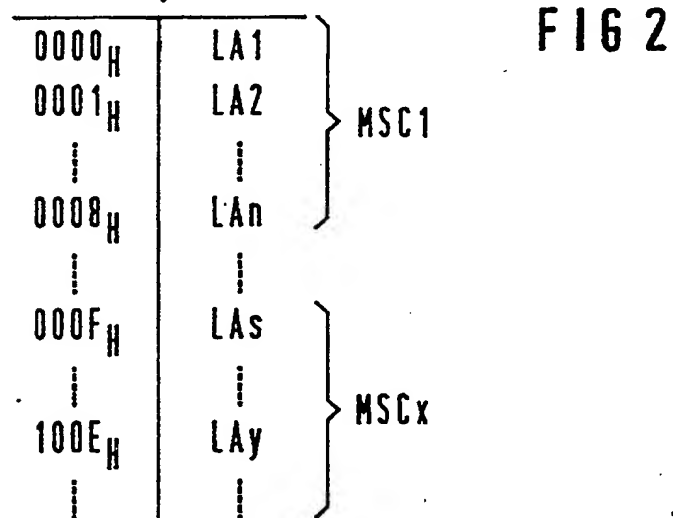 FIG 2
0000H LA1
0001H LA2
MSC1
0008H LAn
000FH LAs
MSCx
100EH LAy